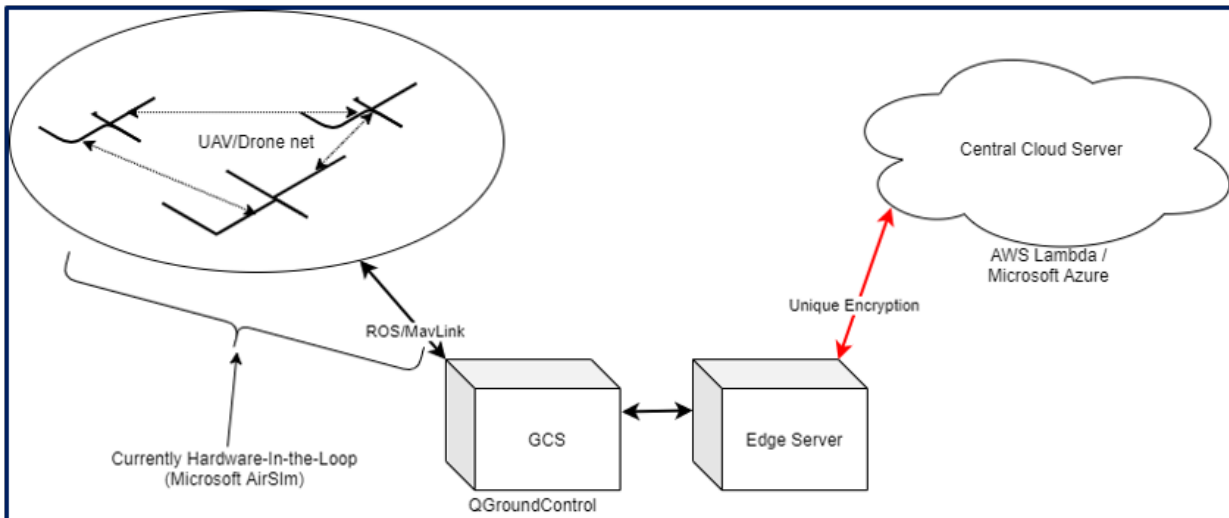 UAV/Drone net
Central Cloud Server
AWS Lambda /
Microsoft Azure
Unique Encryption
ROS/MavLink
GCS
Edge Server
Currently Hardware-In-the-Loop
(Microsoft AirSIm)
QGroundControl